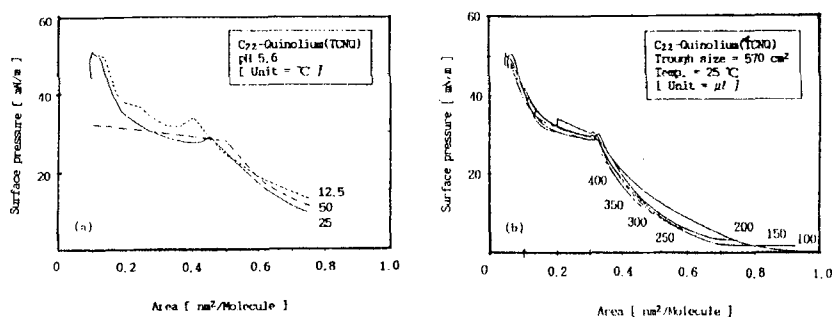 60
40
20
0
0.2
0.4
0.6
0.8
1.0
Surface pressure [ mN/m ]
Area [ nm²/Molecule ]
C₂₂-Quinolium(TCNQ)
pH 5.6
[ Unit = ℃ ]
12.5
50
25
(a)
60
40
20
0
0.2
0.4
0.6
0.8
1.0
Surface pressure [ mN/m ]
Area [ nm²/Molecule ]
C₂₂-Quinolium(TCNQ)
Trough size = 570 cm²
Temp. = 25 ℃
[ Unit = μl ]
400
350
300
250
200
150
100
(b)